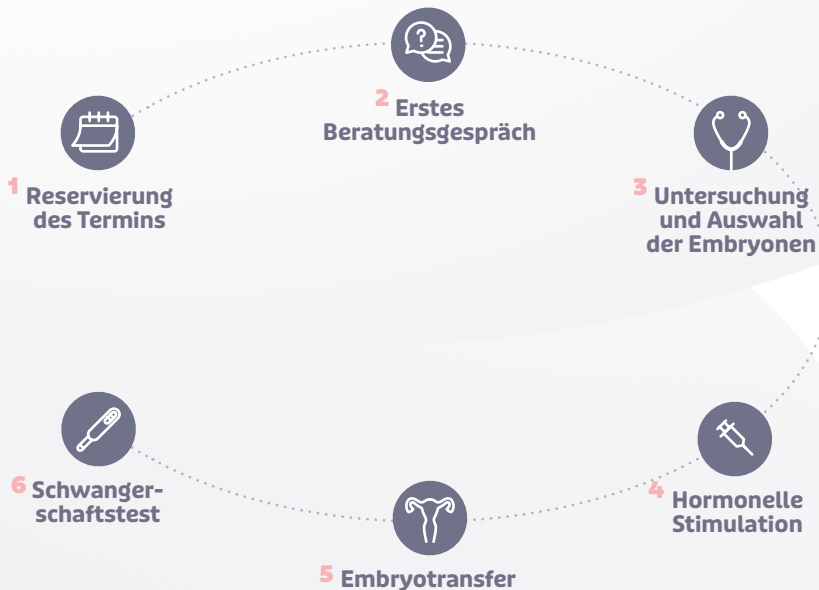 1 Reservierung
des Termins
2 Erstes
Beratungsgespräch
3 Untersuchung
und Auswahl
der Embryonen
4 Hormonelle
Stimulation
5 Embryotransfer
6 Schwanger-
schaftstest